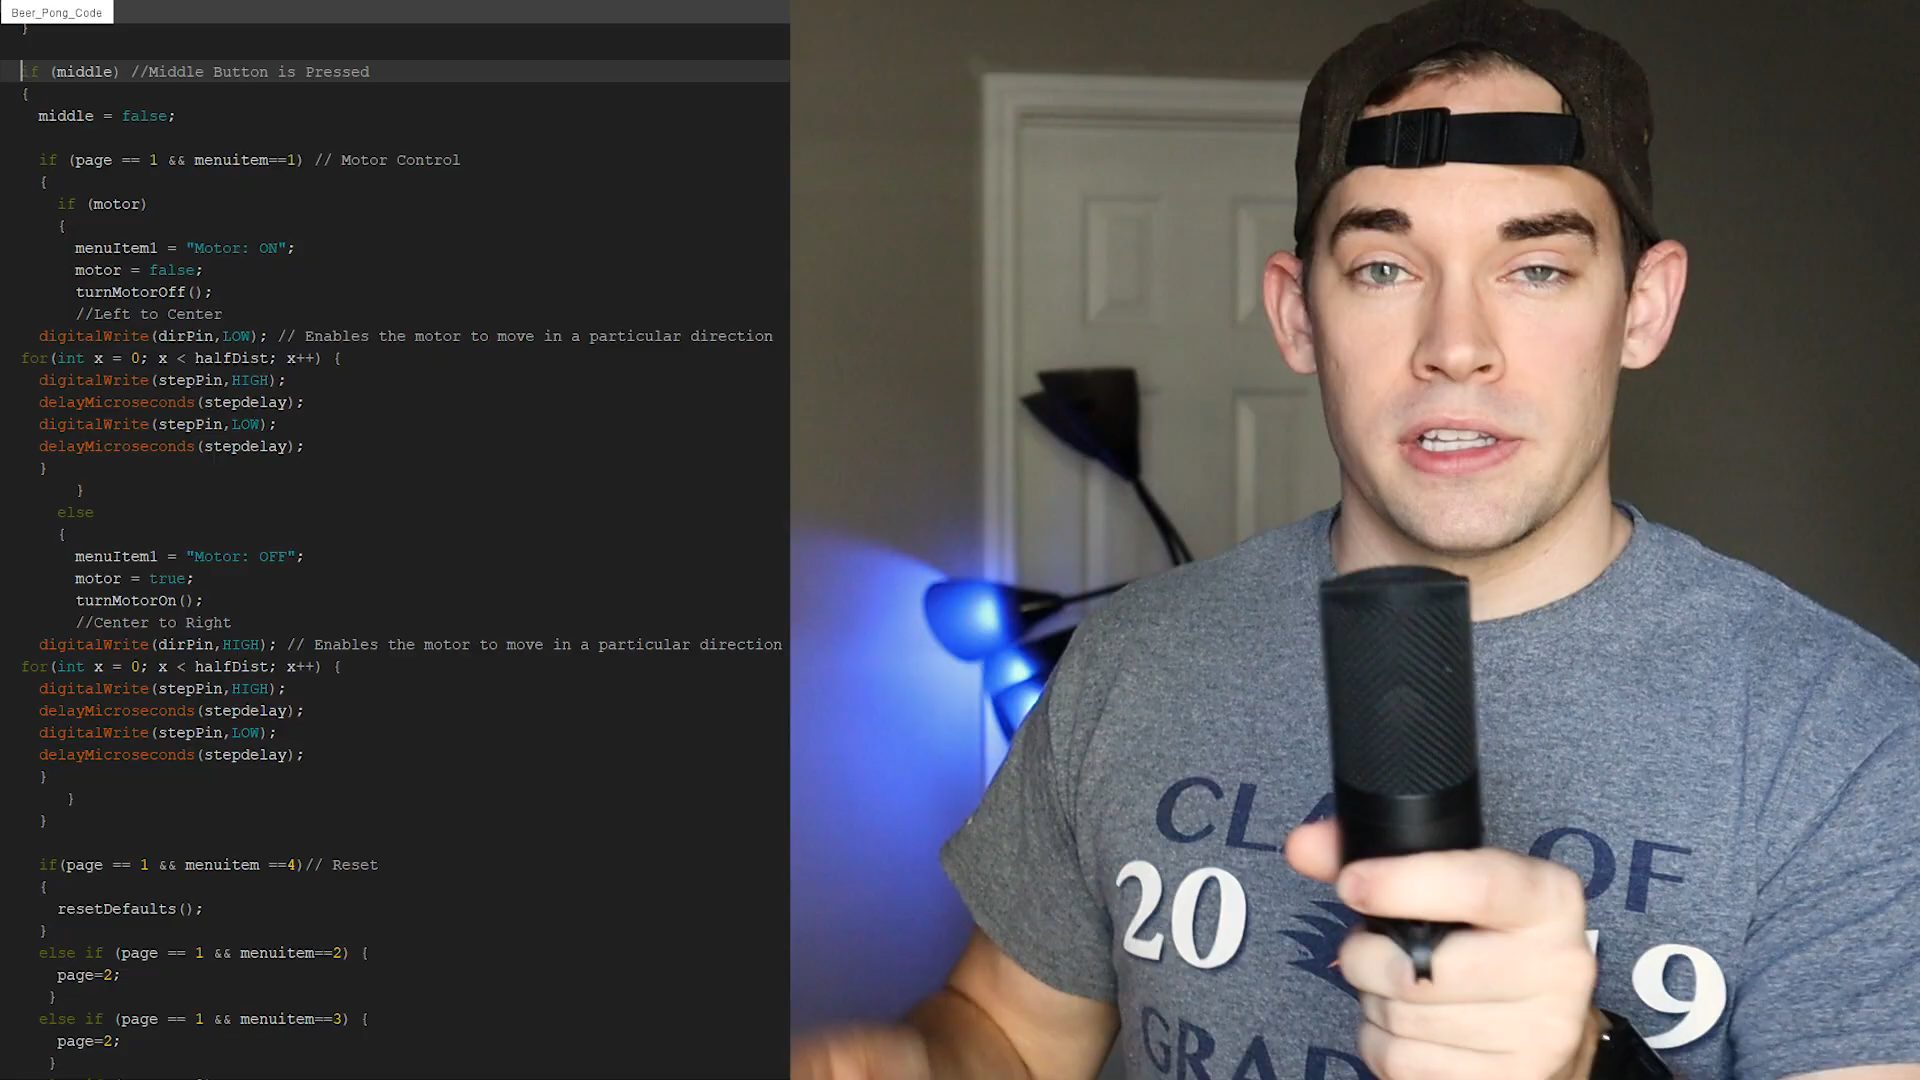 Beer_Pong_Code
}
if (middle) //Middle Button is Pressed
{
middle = false;
if (page == 1 && menuitem==1) // Motor Control
{
if (motor)
{
menuItem1 = "Motor: ON";
motor = false;
turnMotorOff();
//Left to Center
digitalWrite(dirPin,LOW); // Enables the motor to move in a particular direction
for(int x = 0; x < halfDist; x++) {
digitalWrite(stepPin,HIGH);
delayMicroseconds(stepdelay);
digitalWrite(stepPin,LOW);
delayMicroseconds(stepdelay);
}
}
else
{
menuItem1 = "Motor: OFF";
motor = true;
turnMotorOn();
//Center to Right
digitalWrite(dirPin,HIGH); // Enables the motor to move in a particular direction
for(int x = 0; x < halfDist; x++) {
digitalWrite(stepPin,HIGH);
delayMicroseconds(stepdelay);
digitalWrite(stepPin,LOW);
delayMicroseconds(stepdelay);
}
}
}
if(page == 1 && menuitem ==4)// Reset
{
resetDefaults();
}
else if (page == 1 && menuitem==2) {
page=2;
}
else if (page == 1 && menuitem==3) {
page=2;
}
OF
20 19